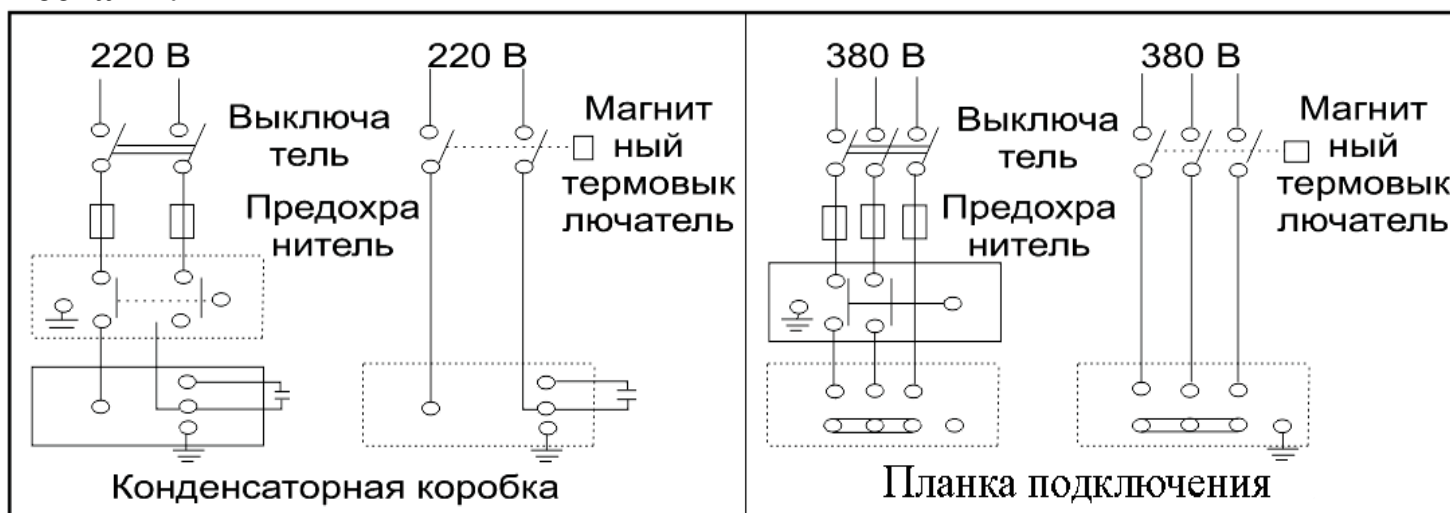 220 В
220 В
Выключа
тель
Магнит
ный
термовык
лючатель
Предохра
нитель
Конденсаторная коробка
380 В
380 В
Выключа
тель
Магнит
ный
термовык
лючатель
Предохра
нитель
Планка подключения